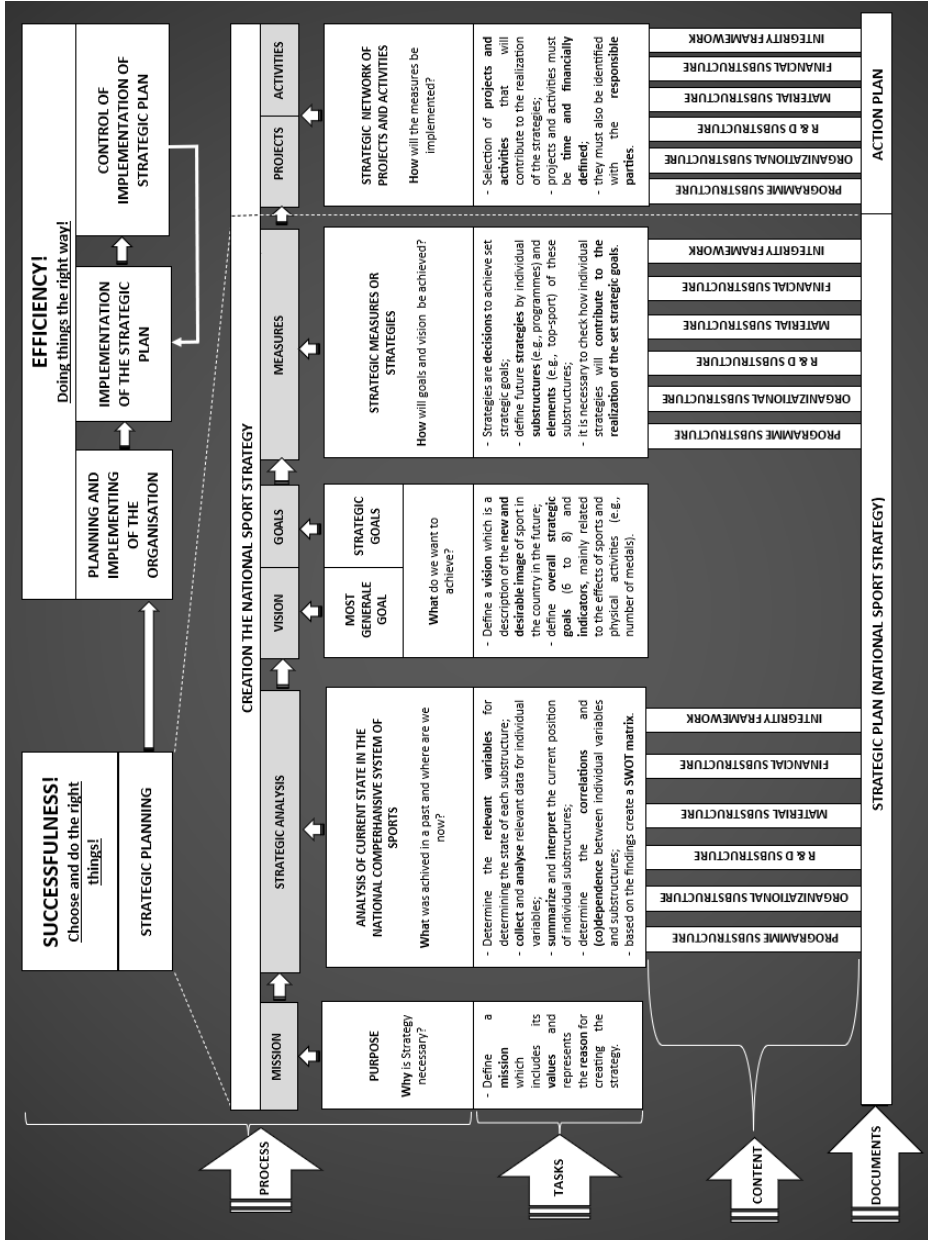 SUCCESSFULNESS!
Choose and do the right
things!
STRATEGIC PLANNING
EFFICIENCY!
Doing things the right way!
PLANNING AND
IMPLEMENTING
OF THE
ORGANISATION
IMPLEMENTATION
OF THE STRATEGIC
PLAN
CONTROL OF
IMPLEMENTATION OF
STRATEGIC PLAN
PROCESS
CREATION THE NATIONAL SPORT STRATEGY
MISSION
STRATEGIC ANALYSIS
VISION
GOALS
MEASURES
PROJECTS
ACTIVITIES
PURPOSE
Why is Strategy
necessary?
ANALYSIS OF CURRENT STATE IN THE
NATIONAL COMPERHANSIVE SYSTEM OF
SPORTS
What was achived in a past and where are we
now?
MOST
GENERALE
GOAL
STRATEGIC
GOALS
What do we want to
achieve?
STRATEGIC MEASURES OR
STRATEGIES
How will goals and vision be achieved?
STRATEGIC NETWORK OF
PROJECTS AND ACTIVITIES
How will the measures be
implemented?
TASKS
- Define a
mission
which
includes its
values and
represents
the reason for
creating the
strategy.
- Determine the relevant variables for
determining the state of each substructure;
- collect and analyse relevant data for individual
variables;
- summarize and interpret the current position
of individual substructures;
- determine the correlations and
(co)dependence between individual variables
and substructures;
- based on the findings create a SWOT matrix.
- Define a vision which is a
description of the new and
desirable image of sport in
the country in the future;
- define overall strategic
goals (6 to 8) and
indicators, mainly related
to the effects of sports and
physical activities (e.g.,
number of medals).
- Strategies are decisions to achieve set
strategic goals;
- define future strategies by individual
substructures (e.g., programmes) and
elements (e.g., top-sport) of these
substructures;
- it is necessary to check how individual
strategies will contribute to the
realization of the set strategic goals.
- Selection of projects and
activities that will
contribute to the realization
of the strategies;
- projects and activities must
be time and financially
defined;
- they must also be identified
with the responsible
parties.
CONTENT
PROGRAMME SUBSTRUCTURE
ORGANIZATIONAL SUBSTRUCTURE
R & D SUBSTRUCTURE
MATERIAL SUBSTRUCTURE
FINANCIAL SUBSTRUCTURE
INTEGRITY FRAMEWORK
PROGRAMME SUBSTRUCTURE
ORGANIZATIONAL SUBSTRUCTURE
R & D SUBSTRUCTURE
MATERIAL SUBSTRUCTURE
FINANCIAL SUBSTRUCTURE
INTEGRITY FRAMEWORK
PROGRAMME SUBSTRUCTURE
ORGANIZATIONAL SUBSTRUCTURE
R & D SUBSTRUCTURE
MATERIAL SUBSTRUCTURE
FINANCIAL SUBSTRUCTURE
INTEGRITY FRAMEWORK
DOCUMENTS
STRATEGIC PLAN (NATIONAL SPORT STRATEGY)
ACTION PLAN